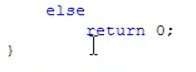 else
return 0;
}